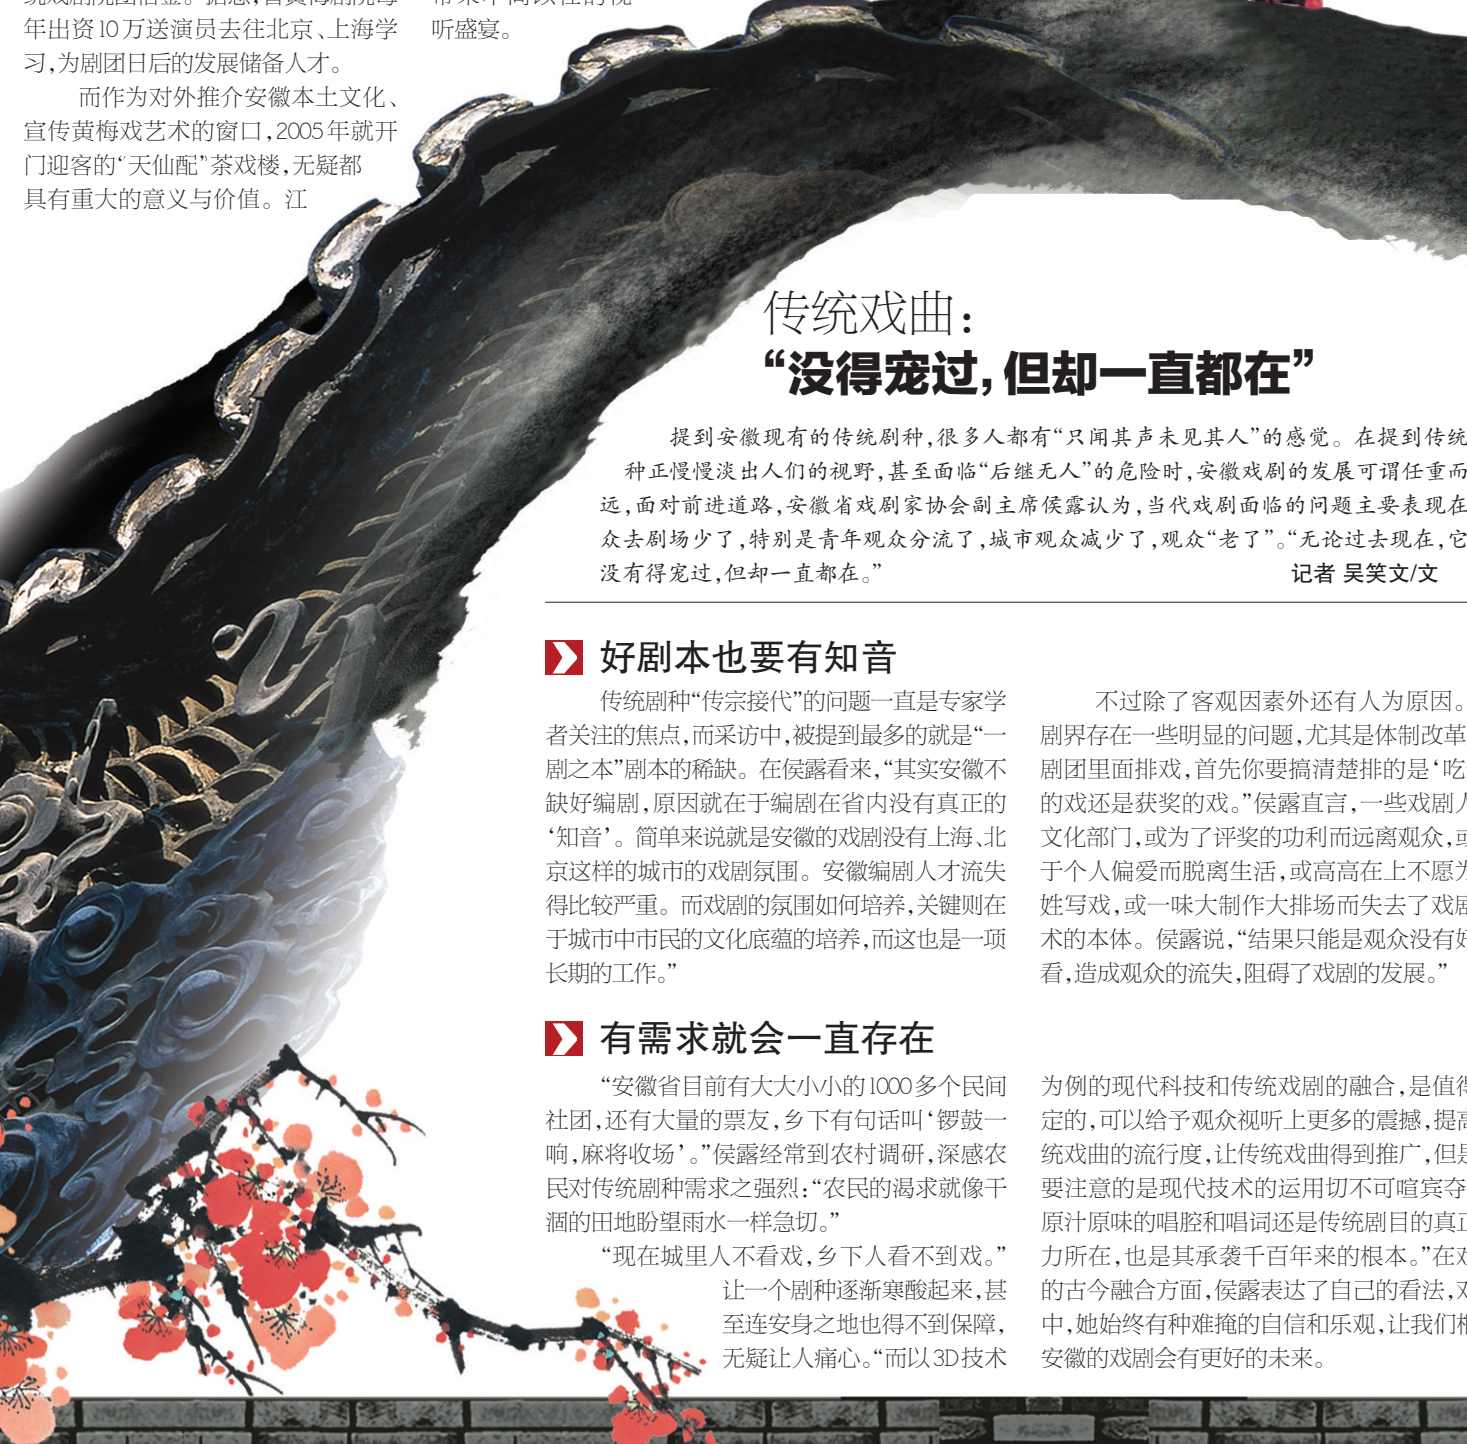 年出资10万送演员去往北京、上海学
习,为剧团日后的发展储备人才。
而作为对外推介安徽本土文化、
宣传黄梅戏艺术的窗口,2005年就开
门迎客的“天仙配”茶戏楼,无疑都
具有重大的意义与价值。江
听盛宴。
传统戏曲:
“没得宠过,但却一直都在”
提到安徽现有的传统剧种,很多人都有“只闻其声未见其人”的感觉。在提到传统
种正慢慢淡出人们的视野,甚至面临“后继无人”的危险时,安徽戏剧的发展可谓任重而
远,面对前进道路,安徽省戏剧家协会副主席侯露认为,当代戏剧面临的问题主要表现在
众去剧场少了,特别是青年观众分流了,城市观众减少了,观众“老了”。“无论过去现在,它
没有得宠过,但却一直都在。”
记者 吴笑文/文
好剧本也要有知音
传统剧种“传宗接代”的问题一直是专家学
者关注的焦点,而采访中,被提到最多的就是“一
剧之本”剧本的稀缺。在侯露看来,“其实安徽不
缺好编剧,原因就在于编剧在省内没有真正的
‘知音’。简单来说就是安徽的戏剧没有上海、北
京这样的城市的戏剧氛围。安徽编剧人才流失
得比较严重。而戏剧的氛围如何培养,关键则在
于城市中市民的文化底蕴的培养,而这也是一项
长期的工作。”
不过除了客观因素外还有人为原因。
剧界存在一些明显的问题,尤其是体制改革
剧团里面排戏,首先你要搞清楚排的是‘吃
的戏还是获奖的戏。”侯露直言,一些戏剧人
文化部门,或为了评奖的功利而远离观众,或
于个人偏爱而脱离生活,或高高在上不愿为
姓写戏,或一味大制作大排场而失去了戏剧
术的本体。侯露说,“结果只能是观众没有好
看,造成观众的流失,阻碍了戏剧的发展。”
有需求就会一直存在
“安徽省目前有大大小小的1000多个民间
社团,还有大量的票友,乡下有句话叫‘锣鼓一
响,麻将收场’。”侯露经常到农村调研,深感农
民对传统剧种需求之强烈:“农民的渴求就像干
涸的田地盼望雨水一样急切。”
“现在城里人不看戏,乡下人看不到戏。”
让一个剧种逐渐寒酸起来,甚
至连安身之地也得不到保障,
无疑让人痛心。“而以3D技术
为例的现代科技和传统戏剧的融合,是值得
定的,可以给予观众视听上更多的震撼,提高
统戏曲的流行度,让传统戏曲得到推广,但是
要注意的是现代技术的运用切不可喧宾夺
原汁原味的唱腔和唱词还是传统剧目的真正
力所在,也是其承袭千百年来的根本。”在戏
的古今融合方面,侯露表达了自己的看法,对
中,她始终有种难掩的自信和乐观,让我们相
安徽的戏剧会有更好的未来。